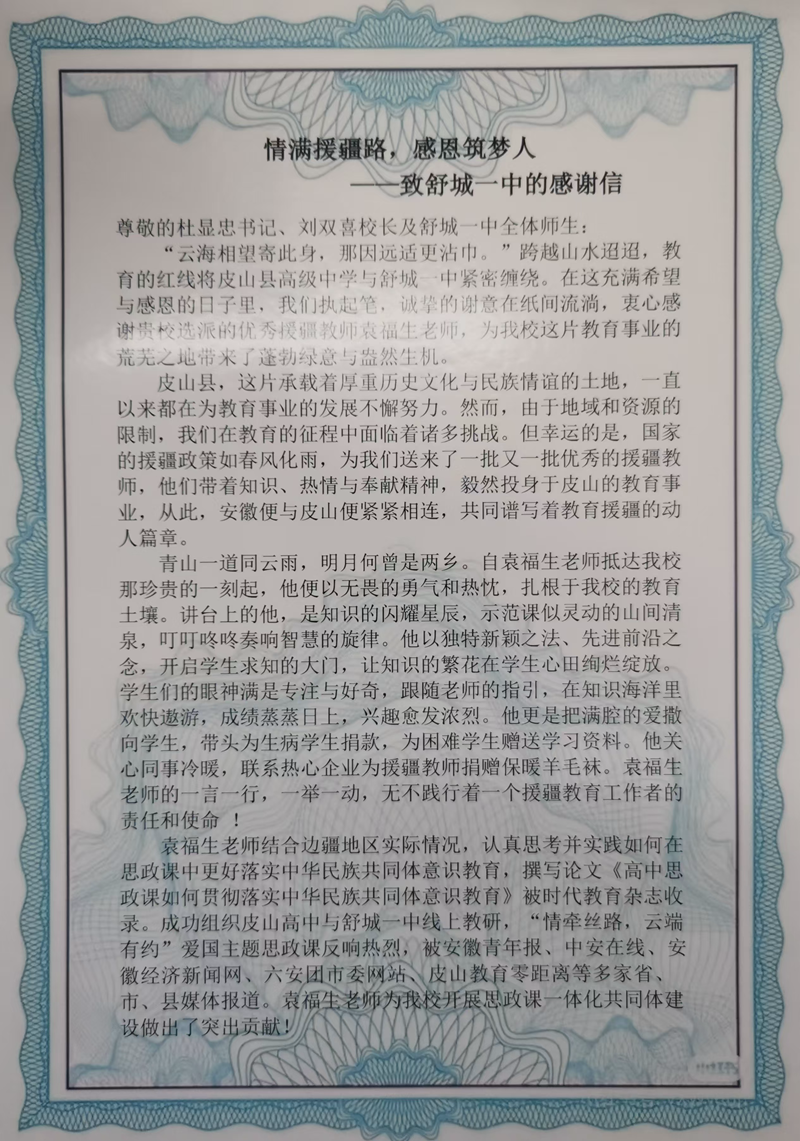 情满援疆路，感恩筑梦人
——致舒城一中的感谢信
尊敬的杜显忠书记、刘双喜校长及舒城一中全体师生：
“云海相望寄此身，那因远适更沾巾。”跨越山水迢迢，教
育的红线将皮山县高级中学与舒城一中紧密缠绕。在这充满希望
与感恩的日子里，我们执起笔，诚挚的谢意在纸间流淌，衷心感
谢贵校选派的优秀援疆教师袁福生老师，为我校这片教育事业的
荒芜之地带来了蓬勃绿意与盎然生机。
皮山县，这片承载着厚重历史文化与民族情谊的土地，一直
以来都在为教育事业的发展不懈努力。然而，由于地域和资源的
限制，我们在教育的征程中面临着诸多挑战。但幸运的是，国家
的援疆政策如春风化雨，为我们送来了一批又一批优秀的援疆教
师，他们带着知识、热情与奉献精神，毅然投身于皮山的教育事
业，从此，安徽便与皮山便紧紧相连，共同谱写着教育援疆的动
人篇章。
青山一道同云雨，明月何曾是两乡。自袁福生老师抵达我校
那珍贵的一刻起，他便以无畏的勇气和热忱，扎根于我校的教育
土壤。讲台上的他，是知识的闪耀星辰，示范课似灵动的山间清
泉，叮叮咚咚奏响智慧的旋律。他以独特新颖之法、先进前沿之
念，开启学生求知的大门，让知识的繁花在学生心田绚烂绽放。
学生们的眼神满是专注与好奇，跟随老师的指引，在知识海洋里
欢快遨游，成绩蒸蒸日上，兴趣愈发浓烈。他更是把满腔的爱撒
向学生，带头为生病学生捐款，为困难学生赠送学习资料。他关
心同事冷暖，联系热心企业为援疆教师捐赠保暖羊毛袜。袁福生
老师的一言一行，一举一动，无不践行着一个援疆教育工作者的
责任和使命 ！
袁福生老师结合边疆地区实际情况，认真思考并实践如何在
思政课中更好落实中华民族共同体意识教育，撰写论文《高中思
政课如何贯彻落实中华民族共同体意识教育》被时代教育杂志收
录。成功组织皮山高中与舒城一中线上教研，“情牵丝路，云端
有约”爱国主题思政课反响热烈，被安徽青年报、中安在线、安
徽经济新闻网、六安团市委网站、皮山教育零距离等多家省、
市、县媒体报道。袁福生老师为我校开展思政课一体化共同体建
设做出了突出贡献！